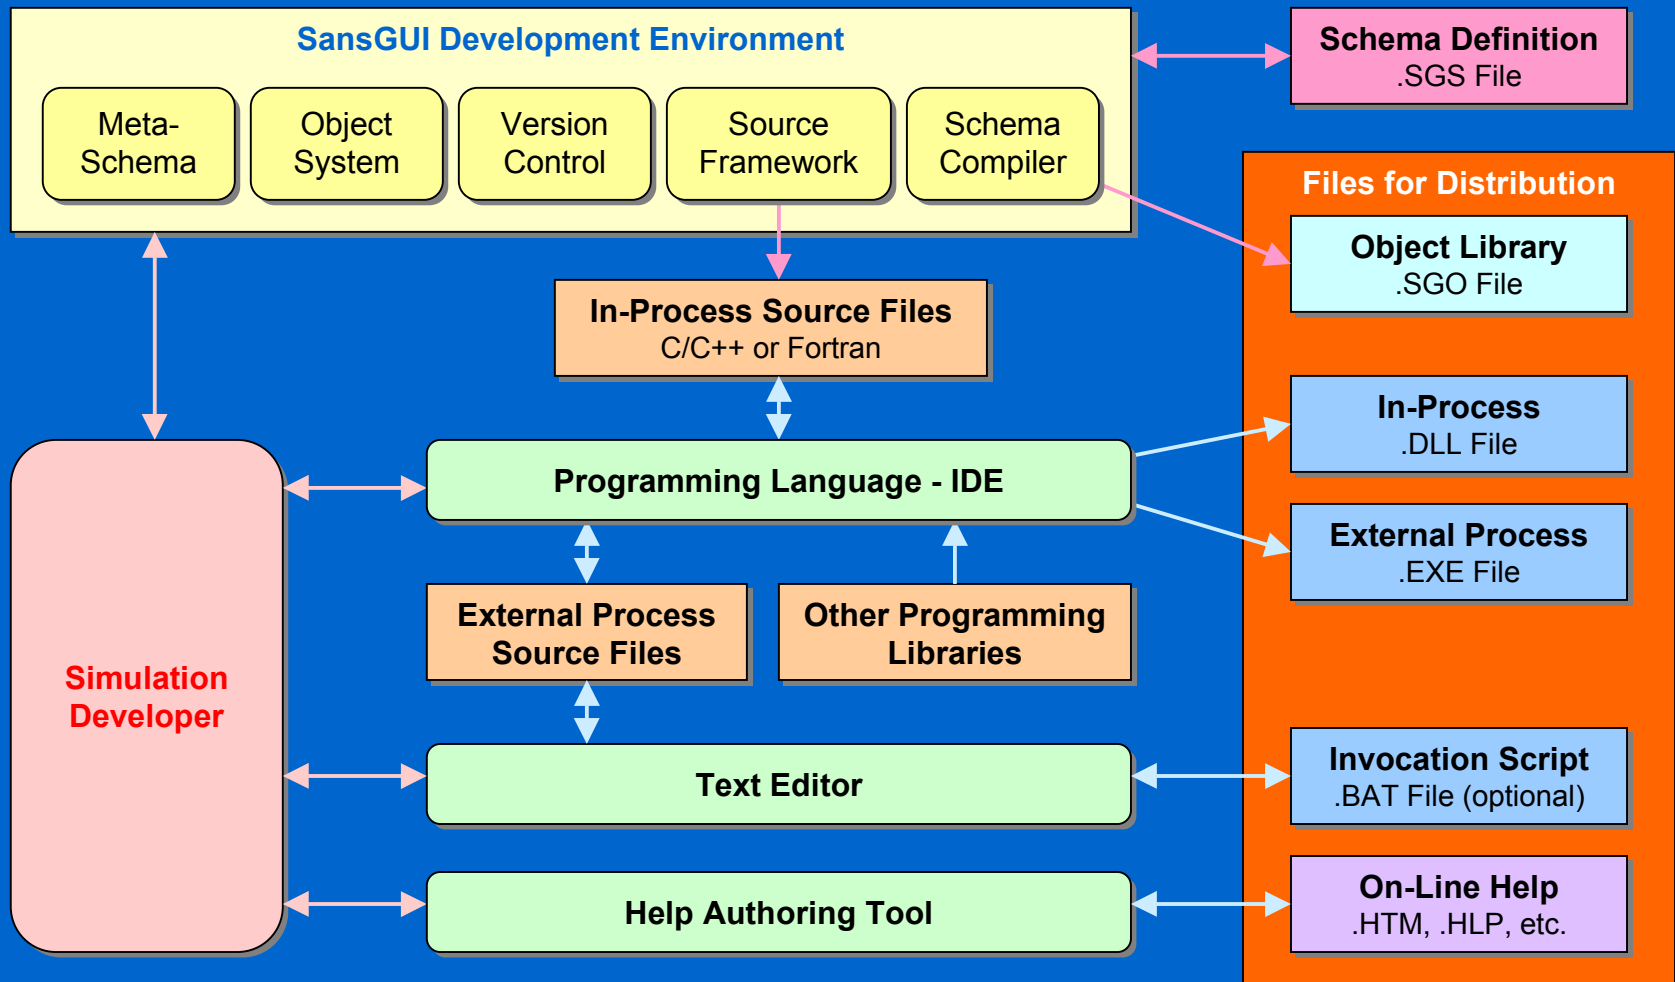 SansGUI Development Environment
Meta-
Schema
Object
System
Version
Control
Source
Framework
Schema
Compiler
Schema Definition
.SGS File
Files for Distribution
Object Library
.SGO File
In-Process Source Files
C/C++ or Fortran
In-Process
.DLL File
Programming Language - IDE
External Process
.EXE File
External Process
Source Files
Other Programming
Libraries
Simulation
Developer
Text Editor
Invocation Script
.BAT File (optional)
Help Authoring Tool
On-Line Help
.HTM, .HLP, etc.